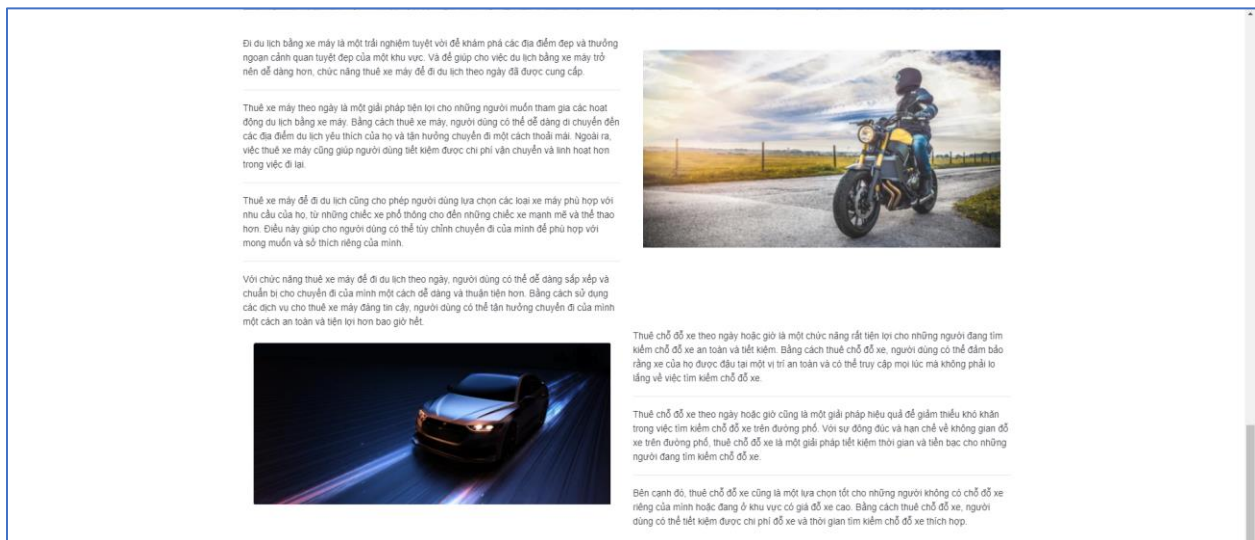 Đi du lịch bằng xe máy là một trải nghiệm tuyệt vời để khám phá các địa điểm đẹp và thưởng
ngoạn cảnh quan tuyệt đẹp của một khu vực. Và để giúp cho việc du lịch bằng xe máy trở
nên dễ dàng hơn, chức năng thuê xe máy để đi du lịch theo ngày đã được cung cấp.
Thuê xe máy theo ngày là một giải pháp tiện lợi cho những người muốn tham gia các hoạt
động du lịch bằng xe máy. Bằng cách thuê xe máy, người dùng có thể dễ dàng di chuyển đến
các địa điểm du lịch yêu thích của họ và tận hưởng chuyến đi một cách thoải mái. Ngoài ra,
việc thuê xe máy cũng giúp người dùng tiết kiệm được chi phí vận chuyển và linh hoạt hơn
trong việc đi lại.
Thuê xe máy để đi du lịch cũng cho phép người dùng lựa chọn các loại xe máy phù hợp với
nhu cầu của họ, từ những chiếc xe phổ thông cho đến những chiếc xe mạnh mẽ và thể thao
hơn. Điều này giúp cho người dùng có thể tùy chỉnh chuyến đi của mình để phù hợp với
mong muốn và sở thích riêng của mình.
Với chức năng thuê xe máy để đi du lịch theo ngày, người dùng có thể dễ dàng sắp xếp và
chuẩn bị cho chuyến đi của mình một cách dễ dàng và thuận tiện hơn. Bằng cách sử dụng
các dịch vụ cho thuê xe máy đáng tin cậy, người dùng có thể tận hưởng chuyến đi của mình
một cách an toàn và tiện lợi hơn bao giờ hết.
Thuê chỗ đỗ xe theo ngày hoặc giờ là một chức năng rất tiện lợi cho những người đang tìm
kiếm chỗ đỗ xe an toàn và tiết kiệm. Bằng cách thuê chỗ đỗ xe, người dùng có thể đảm bảo
rằng xe của họ được đậu tại một vị trí an toàn và có thể truy cập mọi lúc mà không phải lo
lắng về việc tìm kiếm chỗ đỗ xe.
Thuê chỗ đỗ xe theo ngày hoặc giờ cũng là một giải pháp hiệu quả để giảm thiểu khó khăn
trong việc tìm kiếm chỗ đỗ xe trên đường phố. Với sự đông đúc và hạn chế về không gian đỗ
xe trên đường phố, thuê chỗ đỗ xe là một giải pháp tiết kiệm thời gian và tiền bạc cho những
người đang tìm kiếm chỗ đỗ xe.
Bên cạnh đó, thuê chỗ đỗ xe cũng là một lựa chọn tốt cho những người không có chỗ đỗ xe
riêng của mình hoặc đang ở khu vực có giá đỗ xe cao. Bằng cách thuê chỗ đỗ xe, người
dùng có thể tiết kiệm được chi phí đỗ xe và thời gian tìm kiếm chỗ đỗ xe thích hợp.